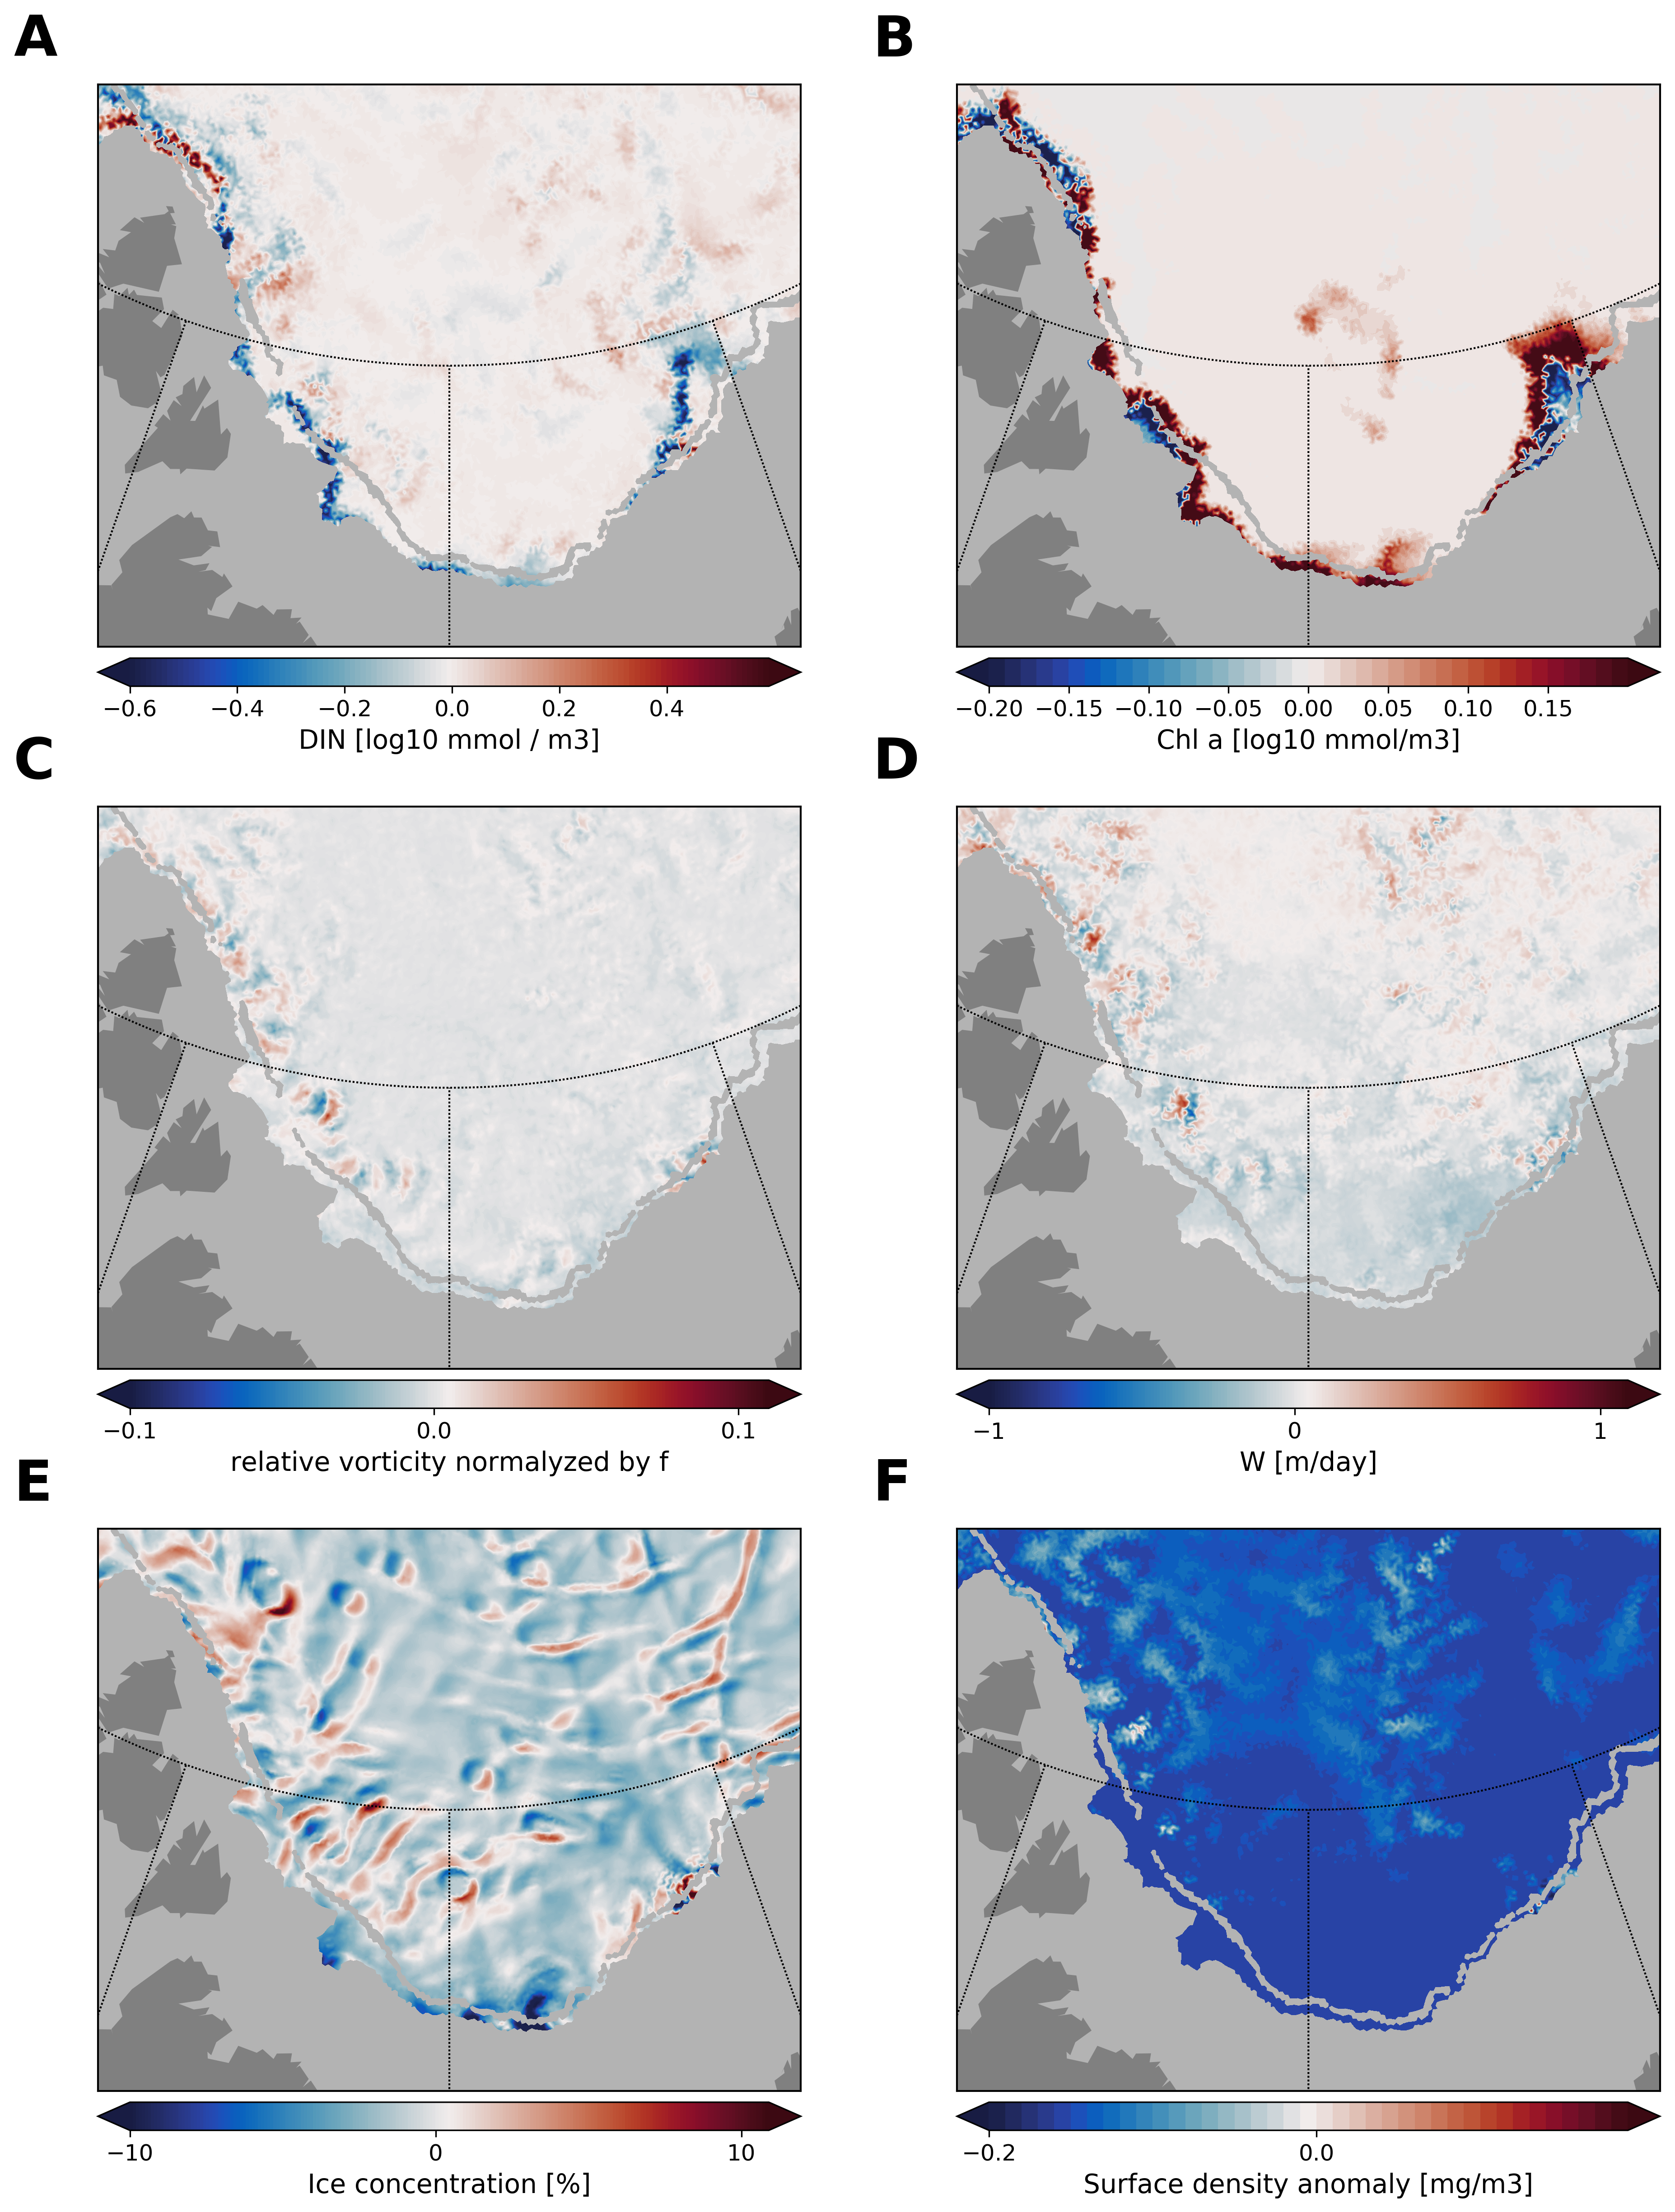 A
B
−0.6 −0.4 −0.2 0.0 0.2 0.4
DIN [log10 mmol / m3]
−0.20 −0.15 −0.10 −0.05 0.00 0.05 0.10 0.15
Chl a [log10 mmol/m3]
C
D
−0.1 0.0 0.1
relative vorticity normalyzed by f
−1 0 1
W [m/day]
E
F
−10 0 10
Ice concentration [%]
−0.2 0.0
Surface density anomaly [mg/m3]